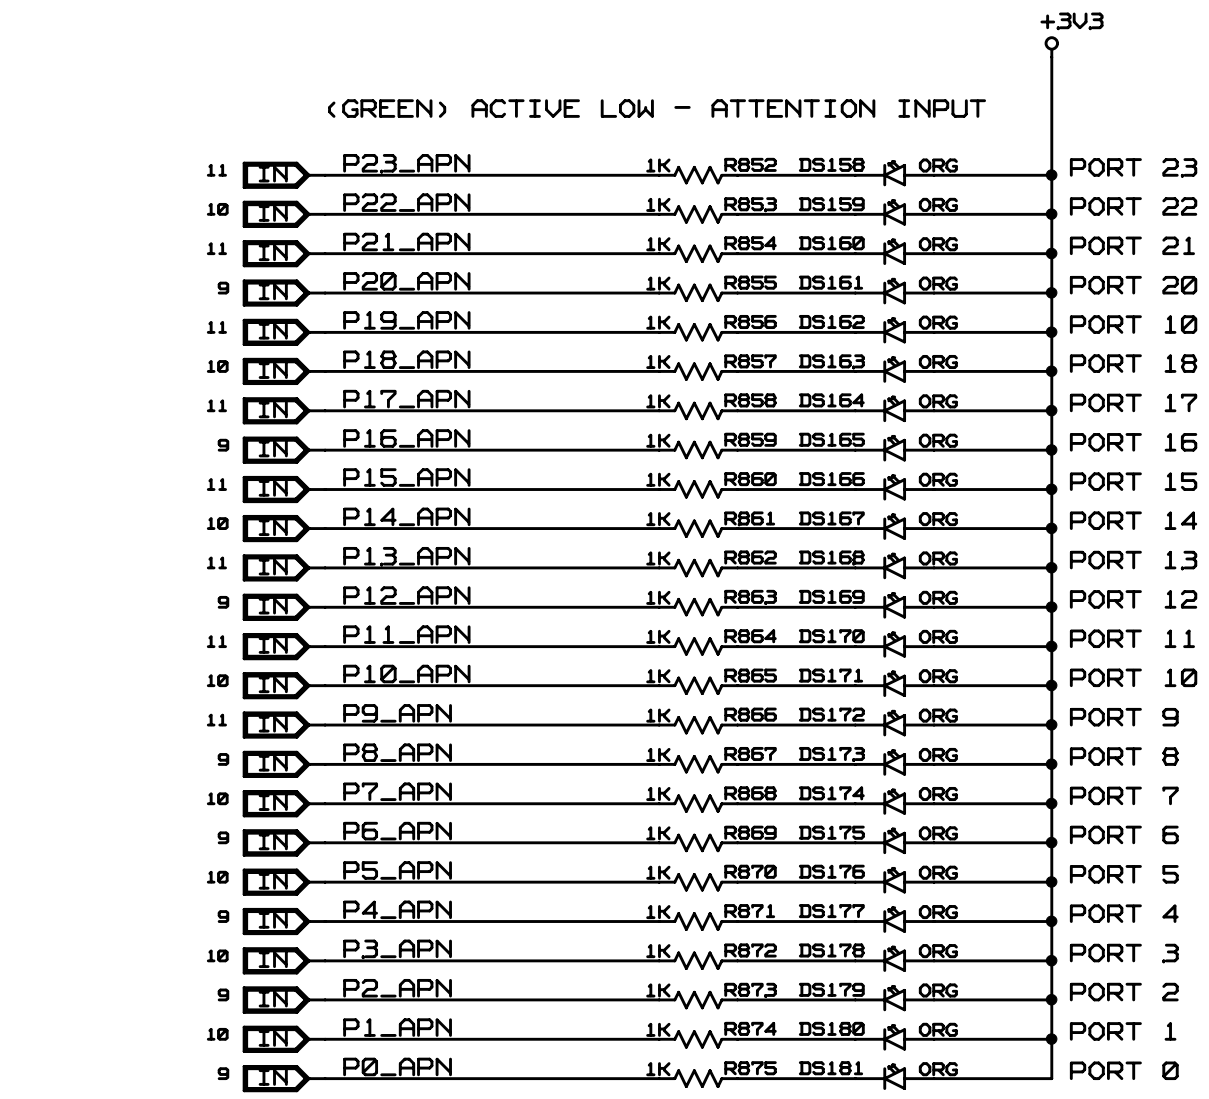 +3V3
(GREEN) ACTIVE LOW - ATTENTION INPUT
11 IN P23_APN 1K R852 DS158 ORG PORT 23
10 IN P22_APN 1K R853 DS159 ORG PORT 22
11 IN P21_APN 1K R854 DS160 ORG PORT 21
9 IN P20_APN 1K R855 DS161 ORG PORT 20
11 IN P19_APN 1K R856 DS162 ORG PORT 10
10 IN P18_APN 1K R857 DS163 ORG PORT 18
11 IN P17_APN 1K R858 DS164 ORG PORT 17
9 IN P16_APN 1K R859 DS165 ORG PORT 16
11 IN P15_APN 1K R860 DS166 ORG PORT 15
10 IN P14_APN 1K R861 DS167 ORG PORT 14
11 IN P13_APN 1K R862 DS168 ORG PORT 13
9 IN P12_APN 1K R863 DS169 ORG PORT 12
11 IN P11_APN 1K R864 DS170 ORG PORT 11
10 IN P10_APN 1K R865 DS171 ORG PORT 10
11 IN P9_APN 1K R866 DS172 ORG PORT 9
9 IN P8_APN 1K R867 DS173 ORG PORT 8
10 IN P7_APN 1K R868 DS174 ORG PORT 7
9 IN P6_APN 1K R869 DS175 ORG PORT 6
10 IN P5_APN 1K R870 DS176 ORG PORT 5
9 IN P4_APN 1K R871 DS177 ORG PORT 4
10 IN P3_APN 1K R872 DS178 ORG PORT 3
9 IN P2_APN 1K R873 DS179 ORG PORT 2
10 IN P1_APN 1K R874 DS180 ORG PORT 1
9 IN P0_APN 1K R875 DS181 ORG PORT 0